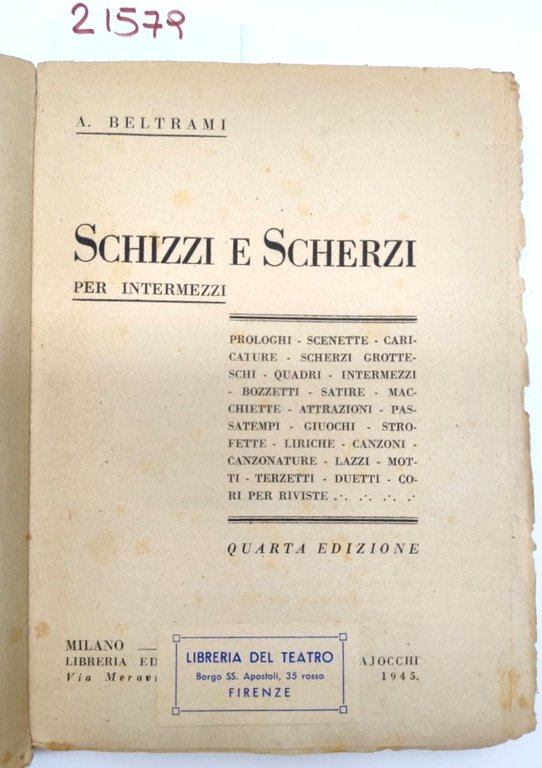 21579
A. BELTRAMI
SCHIZZI E SCHERZI
PER INTERMEZZI
PROLOGHI - SCENETTE - CARI-
CATURE - SCHERZI GROTTE-
SCHI - QUADRI - INTERMEZZI
- BOZZETTI - SATIRE - MAC-
CHIETTE - ATTRAZIONI - PAS-
SATEMPI - GIUOCHI - STRO-
FETTE - LIRICHE - CANZONI -
CANZONATURE - LAZZI - MOT-
TI - TERZETTI - DUETTI - CO-
RI PER RIVISTE .·. .·. .·. .·
QUARTA EDIZIONE
MILANO
LIBRERIA ED
AJOCCHI
Via Meravi
1945.
LIBRERIA DEL TEATRO
Borgo SS. Apostoli, 35 rosso
FIRENZE